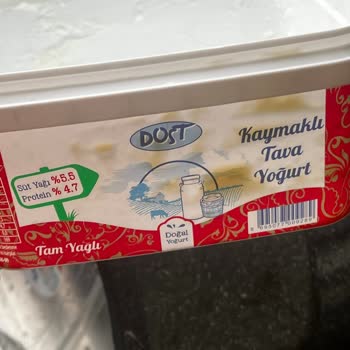 DOST
Kaymaklı
Tava
Yoğurt
Süt Yağı %5.5
Protein % 4.7
Doğal
Yoğurt
Tam Yağlı